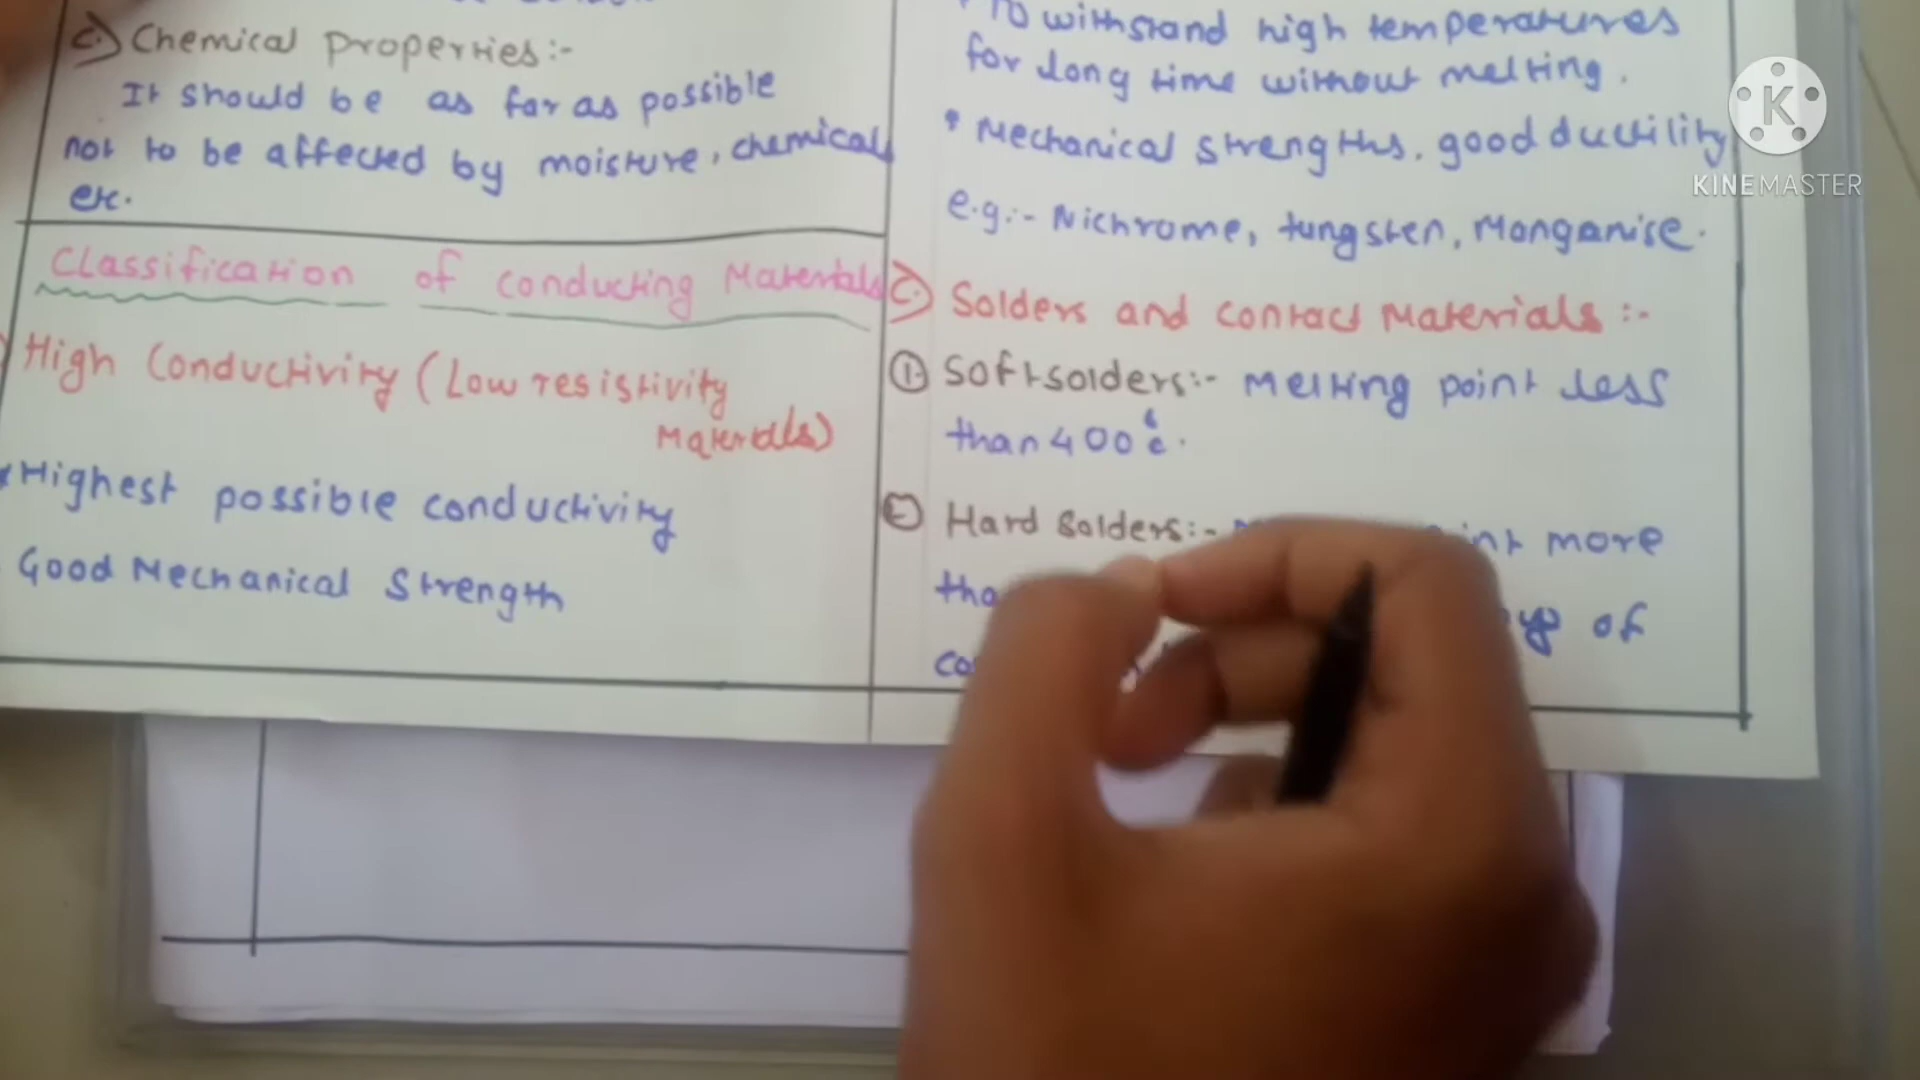 c.) Chemical Properties:-
It should be as far as possible
not to be affected by moisture, chemicals
etc.
Classification of conducting Materials
High Conductivity (Low resistivity
Materials)
Highest possible conductivity
Good Mechanical Strength
To withstand high temperatures
for long time without melting.
• Mechanical strengths, good ductility
e.g:- Nichrome, tungsten, Manganise.
c.) Solders and contact Materials :-
① Soft solders:- Melting point less
than 400°c.
② Hard Solders:- more
of
K
KINEMASTER